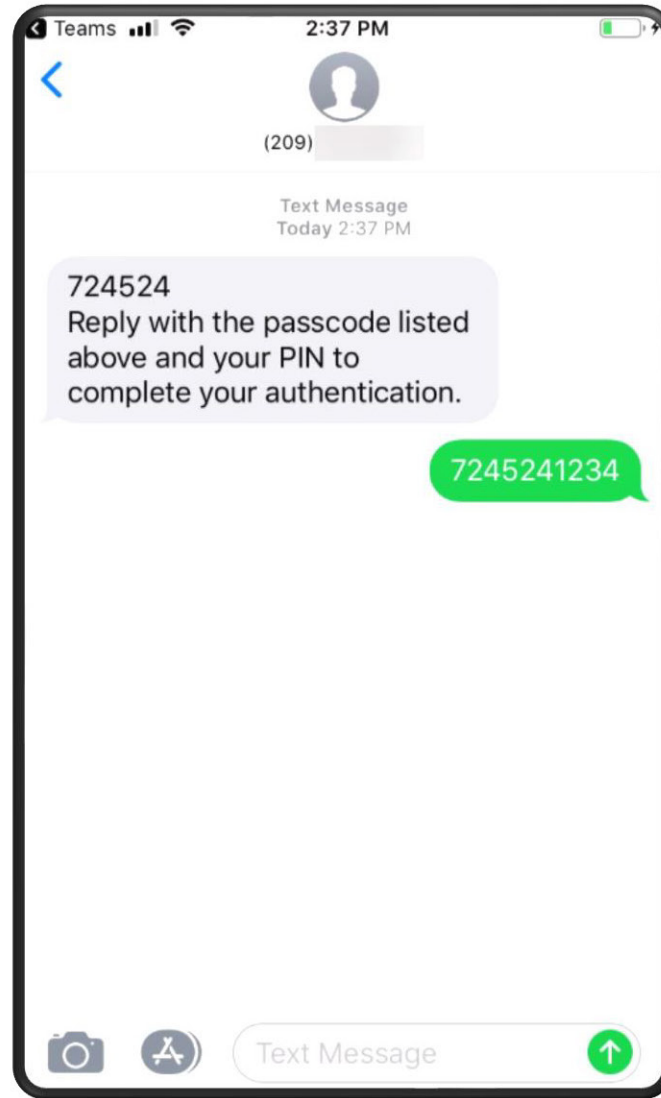 Teams
2:37 PM
(209)
Text Message
Today 2:37 PM
724524
Reply with the passcode listed
above and your PIN to
complete your authentication.
7245241234
Text Message